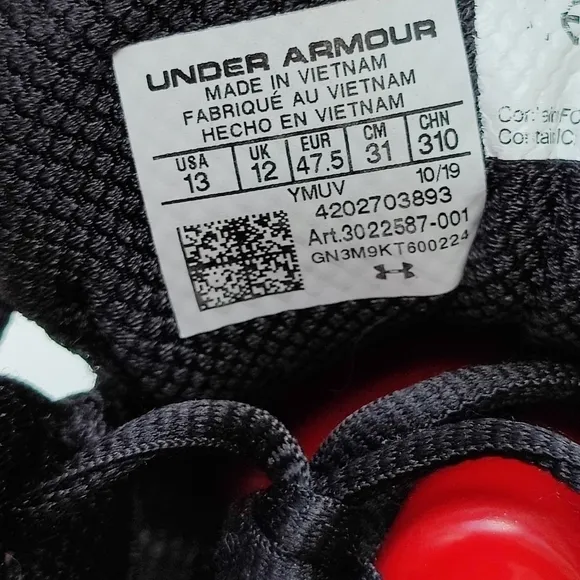 UNDER ARMOUR
MADE IN VIETNAM
FABRIQUÉ AU VIETNAM
HECHO EN VIETNAM
USA UK EUR CM CHN
13 12 47.5 31 310
YMUV 10/19
4202703893
Art.3022587-001
GN3M9KT600224